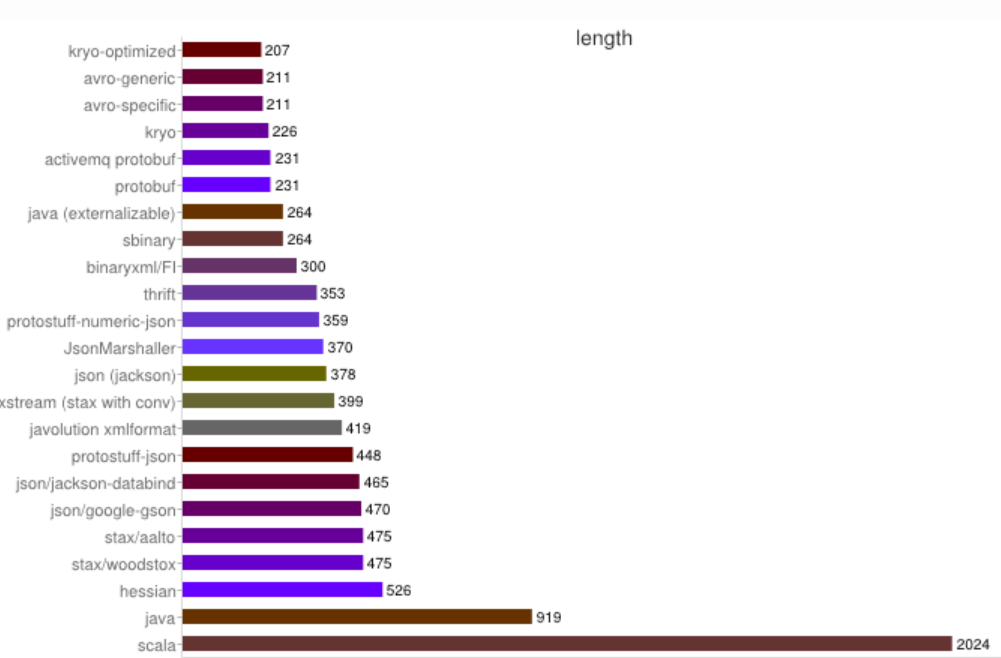 length
kryo-optimized 207
avro-generic 211
avro-specific 211
kryo 226
activemq protobuf 231
protobuf 231
java (externalizable) 264
sbinary 264
binaryxml/FI 300
thrift 353
protostuff-numeric-json 359
JsonMarshaller 370
json (jackson) 378
xstream (stax with conv) 399
javolution xmlformat 419
protostuff-json 448
json/jackson-databind 465
json/google-gson 470
stax/aalto 475
stax/woodstox 475
hessian 526
java 919
scala 2024